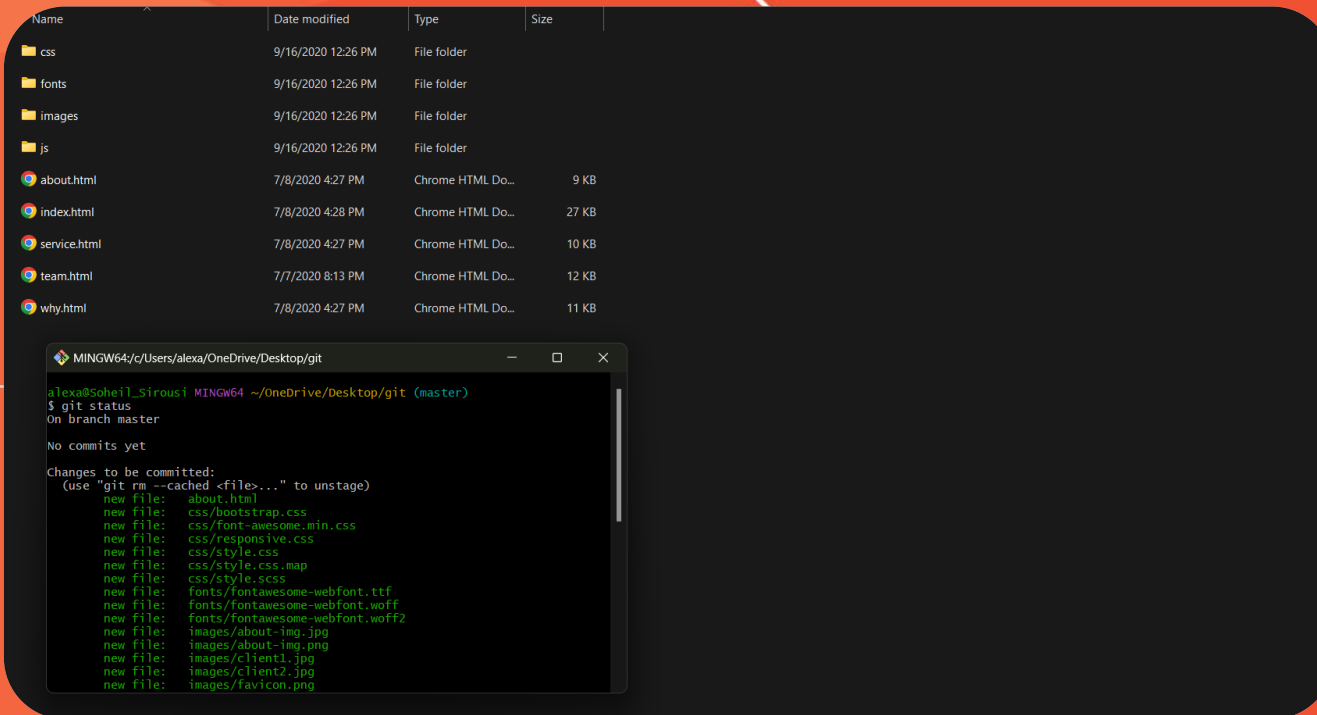 Name Date modified Type Size
css 9/16/2020 12:26 PM File folder
fonts 9/16/2020 12:26 PM File folder
images 9/16/2020 12:26 PM File folder
js 9/16/2020 12:26 PM File folder
about.html 7/8/2020 4:27 PM Chrome HTML Do... 9 KB
index.html 7/8/2020 4:28 PM Chrome HTML Do... 27 KB
service.html 7/8/2020 4:27 PM Chrome HTML Do... 10 KB
team.html 7/7/2020 8:13 PM Chrome HTML Do... 12 KB
why.html 7/8/2020 4:27 PM Chrome HTML Do... 11 KB
MINGW64:/c/Users/alexa/OneDrive/Desktop/git
alexa@Soheil_Sirousi MINGW64 ~/OneDrive/Desktop/git (master)
$ git status
On branch master
No commits yet
Changes to be committed:
(use "git rm --cached <file>..." to unstage)
new file: about.html
new file: css/bootstrap.css
new file: css/font-awesome.min.css
new file: css/responsive.css
new file: css/style.css
new file: css/style.css.map
new file: css/style.scss
new file: fonts/fontawesome-webfont.ttf
new file: fonts/fontawesome-webfont.woff
new file: fonts/fontawesome-webfont.woff2
new file: images/about-img.jpg
new file: images/about-img.png
new file: images/client1.jpg
new file: images/client2.jpg
new file: images/favicon.png